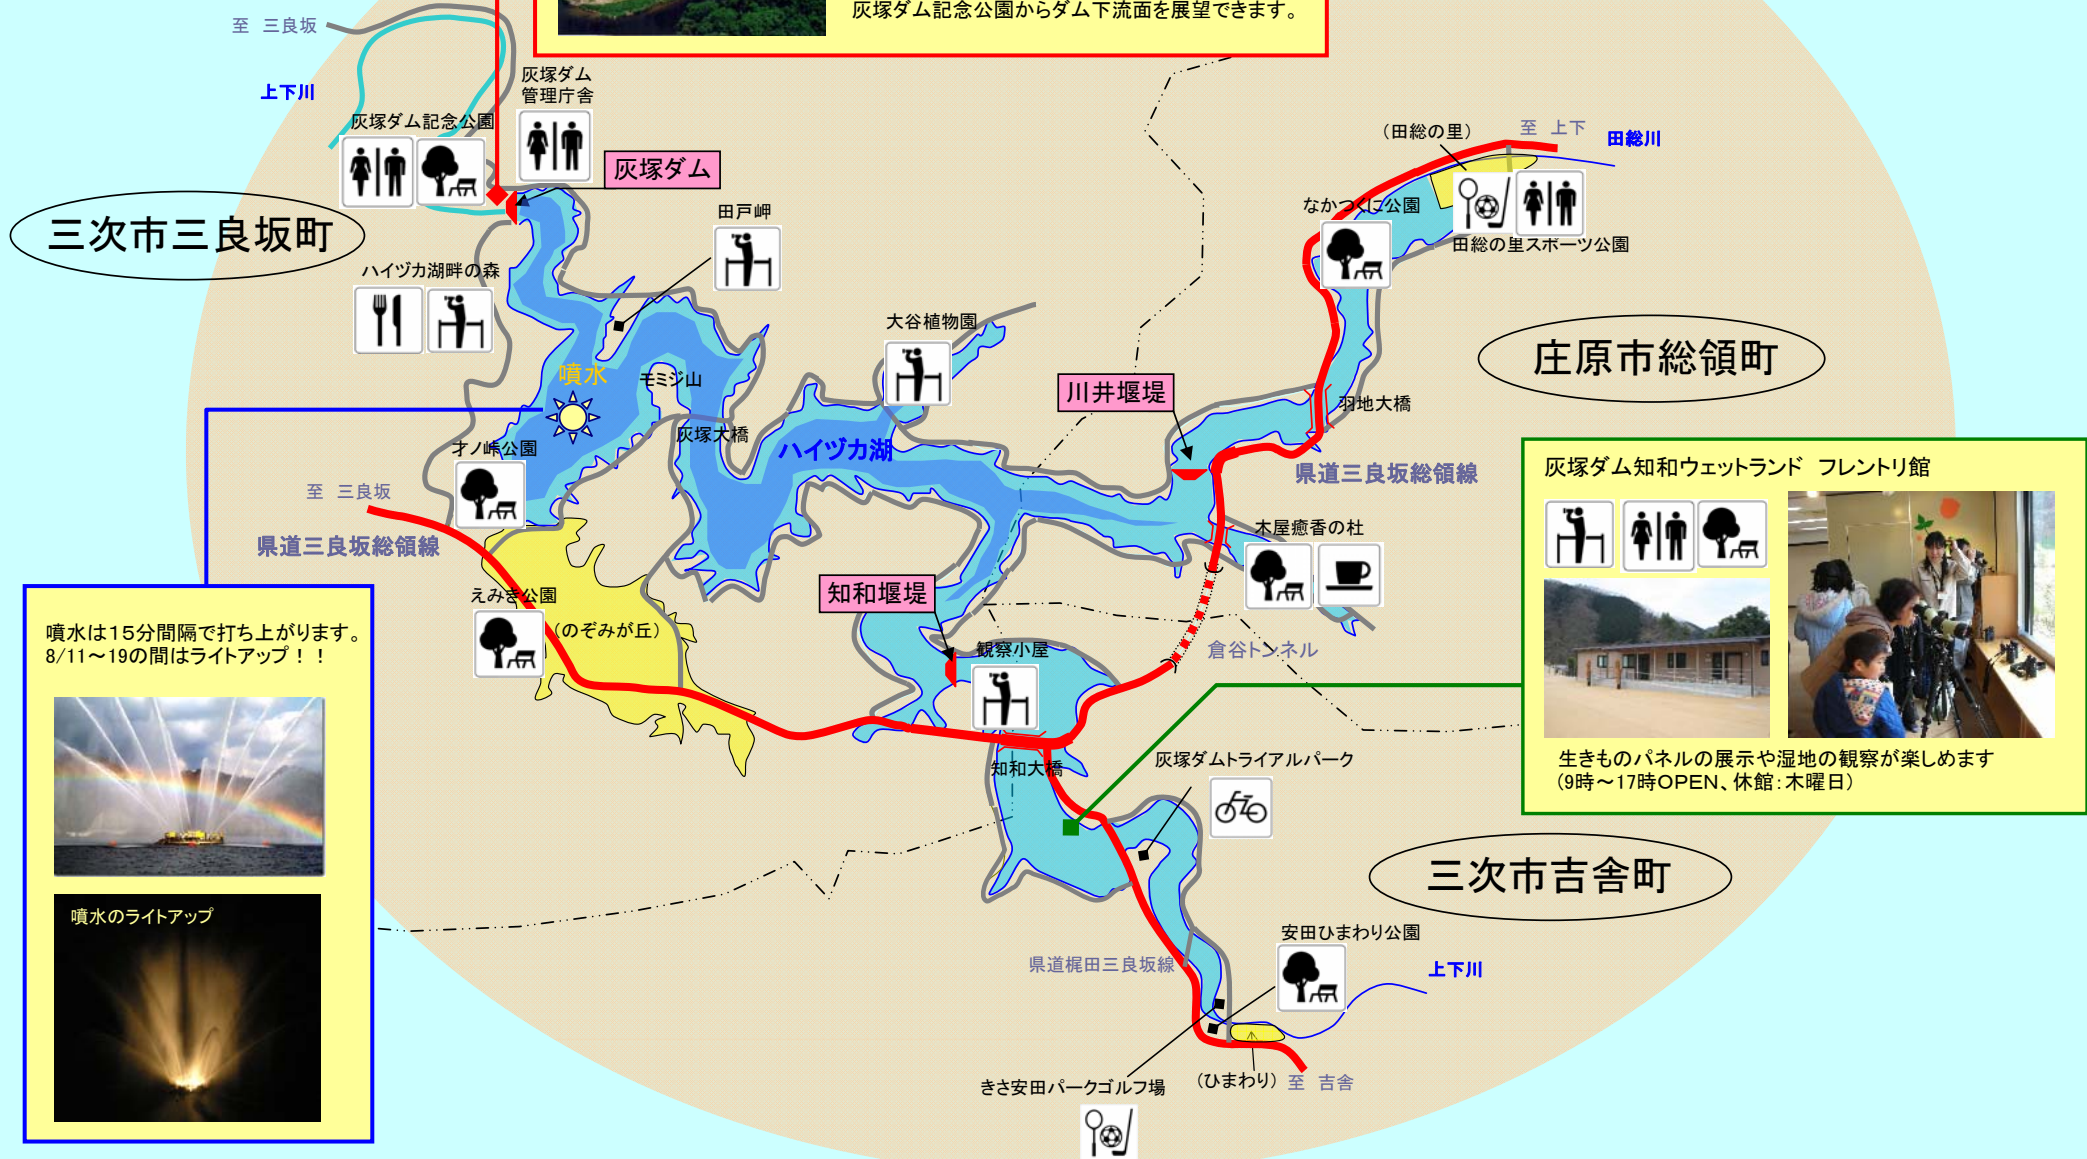 灰塚ダム記念公園からダム下流面を展望できます。
至　三良坂
上下川
灰塚ダム
管理庁舎
灰塚ダム記念公園
灰塚ダム
三次市三良坂町
田戸岬
ハイヅカ湖畔の森
大谷植物園
噴水
モミジ山
灰塚大橋
ハイヅカ湖
才ノ峠公園
至　三良坂
県道三良坂総領線
えみき公園
(のぞみが丘)
(田総の里)
至　上下
田総川
なかつくに公園
田総の里スポーツ公園
庄原市総領町
川井堰堤
羽地大橋
県道三良坂総領線
木屋癒香の杜
知和堰堤
観察小屋
倉谷トンネル
知和大橋
灰塚ダムトライアルパーク
灰塚ダム知和ウェットランド　フレントリ館
生きものパネルの展示や湿地の観察が楽しめます
(9時～17時OPEN、休館:木曜日)
噴水は15分間隔で打ち上がります。
8/11～19の間はライトアップ！！
噴水のライトアップ
三次市吉舎町
安田ひまわり公園
県道梶田三良坂線
上下川
きさ安田パークゴルフ場
(ひまわり)
至　吉舎